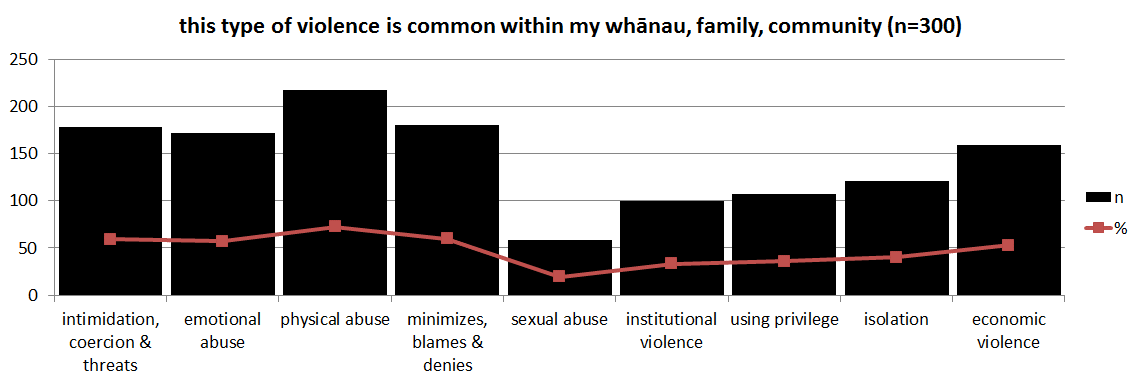 this type of violence is common within my whānau, family, community (n=300)
250
200
150
100
50
0
n
%
intimidation,
coercion &
threats
emotional
abuse
physical abuse
minimizes,
blames &
denies
sexual abuse
institutional
violence
using privilege
isolation
economic
violence